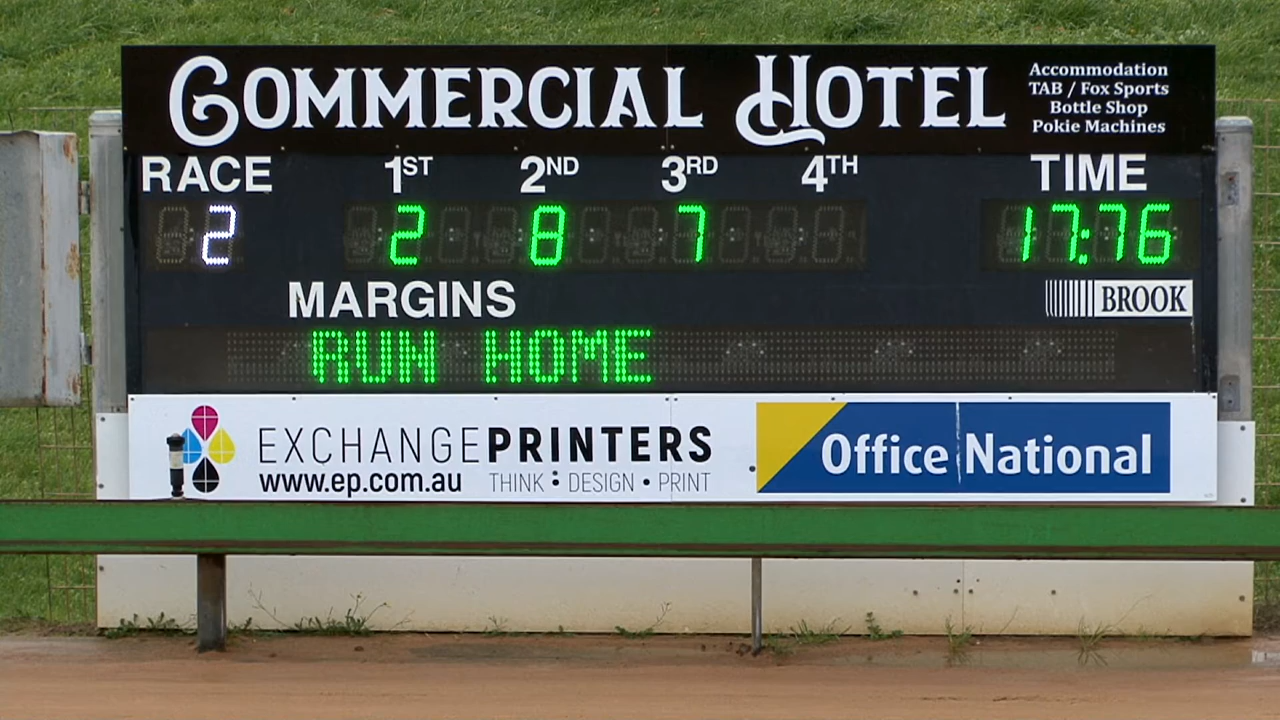 COMMERCIAL HOTEL
Accommodation
TAB / Fox Sports
Bottle Shop
Pokie Machines
RACE 1ST 2ND 3RD 4TH TIME
2 2 8 7 17:76
MARGINS
BROOK
RUN HOME
EXCHANGEPRINTERS
www.ep.com.au THINK : DESIGN • PRINT
Office National